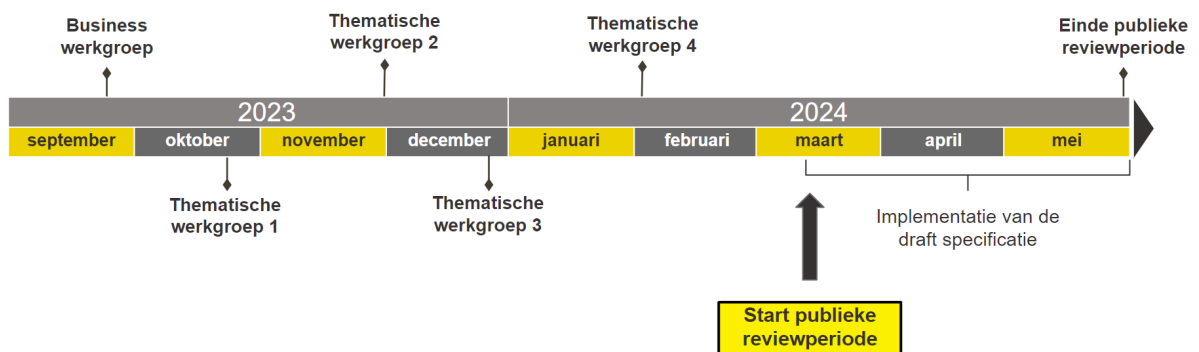 Business
werkgroep
Thematische
werkgroep 2
Thematische
werkgroep 4
Einde publieke
reviewperiode
2023
2024
september
oktober
november
december
januari
februari
maart
april
mei
Thematische
werkgroep 1
Thematische
werkgroep 3
Implementatie van de
draft specificatie
Start publieke
reviewperiode